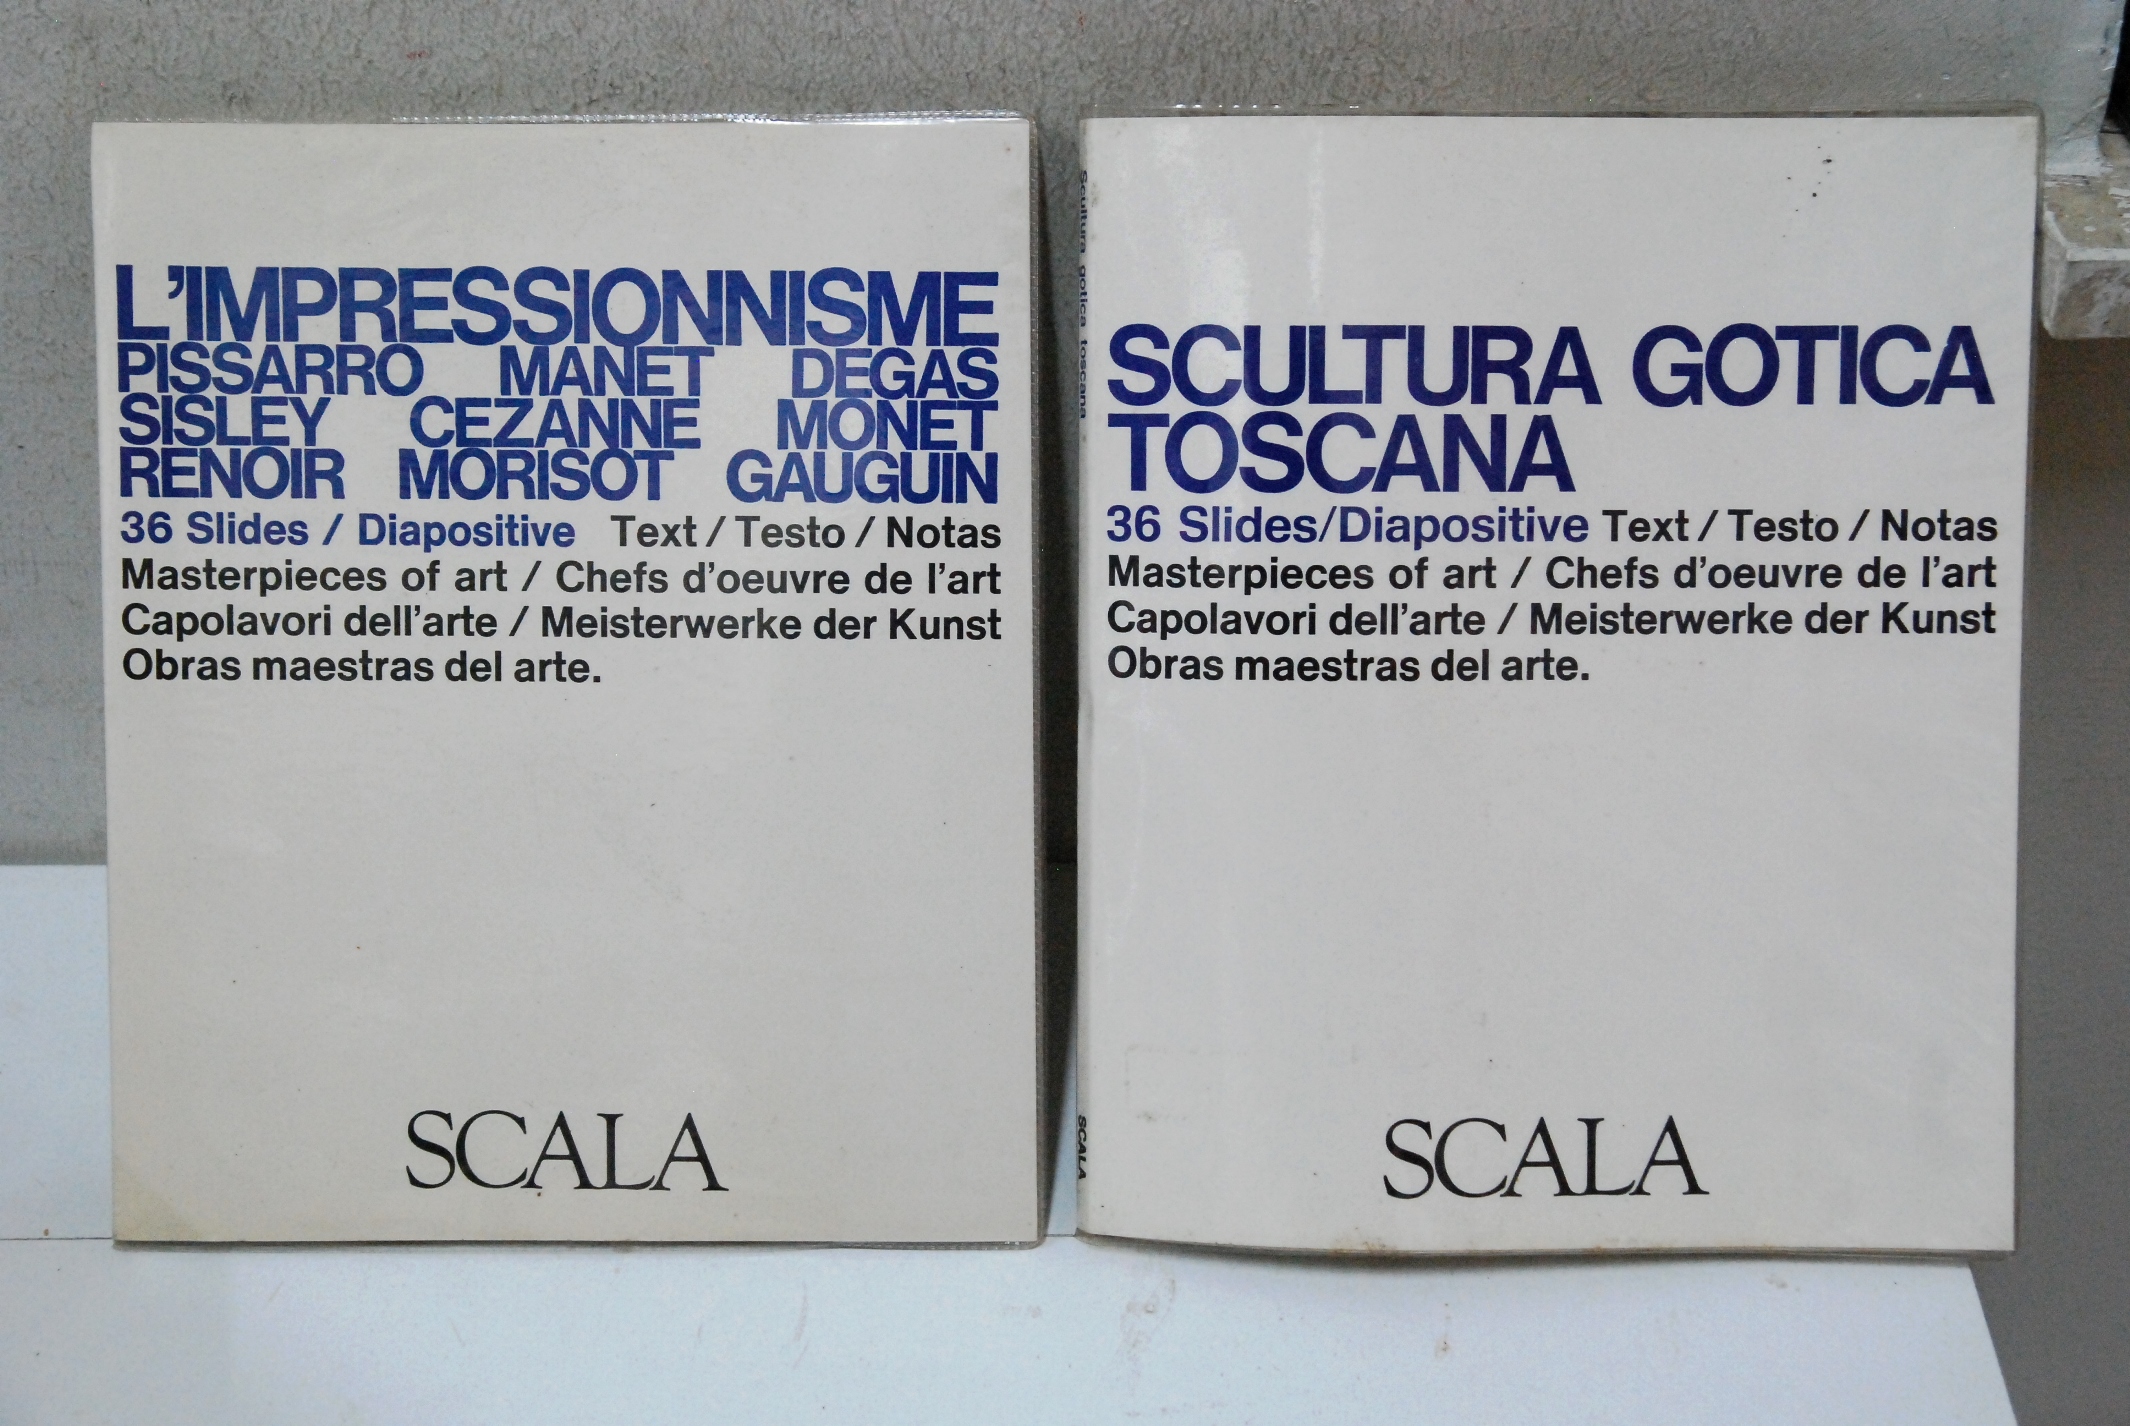 L'IMPRESSIONNISME
PISSARRO MANET DEGAS
SISLEY CEZANNE MONET
RENOIR MORISOT GAUGUIN
36 Slides / Diapositive Text / Testo / Notas
Masterpieces of art / Chefs d'oeuvre de l'art
Capolavori dell'arte / Meisterwerke der Kunst
Obras maestras del arte.
SCALA
Scultura gotica toscana
SCALA
SCULTURA GOTICA
TOSCANA
36 Slides/Diapositive Text / Testo / Notas
Masterpieces of art / Chefs d'oeuvre de l'art
Capolavori dell'arte / Meisterwerke der Kunst
Obras maestras del arte.
SCALA